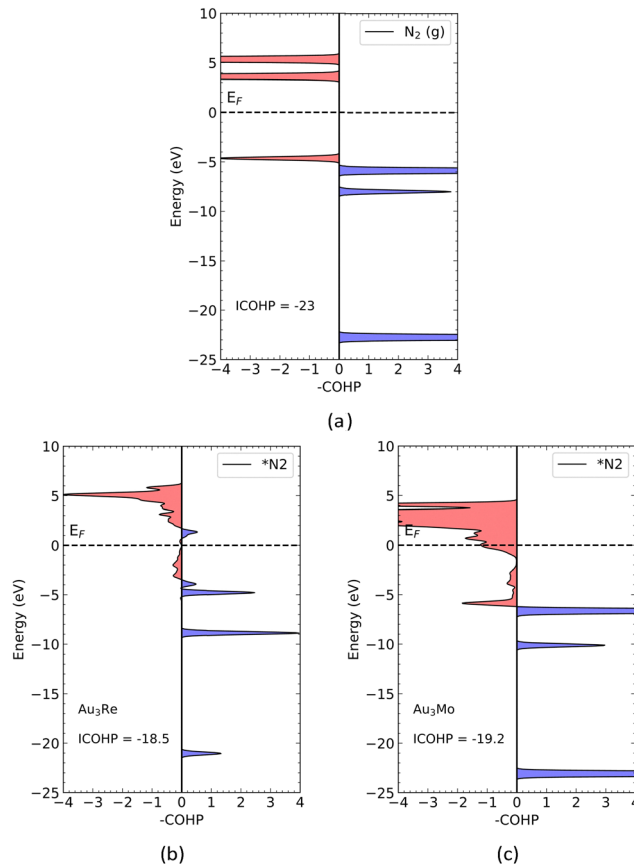 10
5
0
−5
−10
−15
−20
−25
Energy (eV)
N₂ (g)
E_F
ICOHP = -23
−4 −3 −2 −1 0 1 2 3 4
-COHP
(a)
10
5
0
−5
−10
−15
−20
−25
Energy (eV)
*N2
E_F
Au₃Re
ICOHP = -18.5
−4 −3 −2 −1 0 1 2 3 4
-COHP
(b)
10
5
0
−5
−10
−15
−20
−25
Energy (eV)
*N2
E_F
Au₃Mo
ICOHP = -19.2
−4 −3 −2 −1 0 1 2 3 4
-COHP
(c)